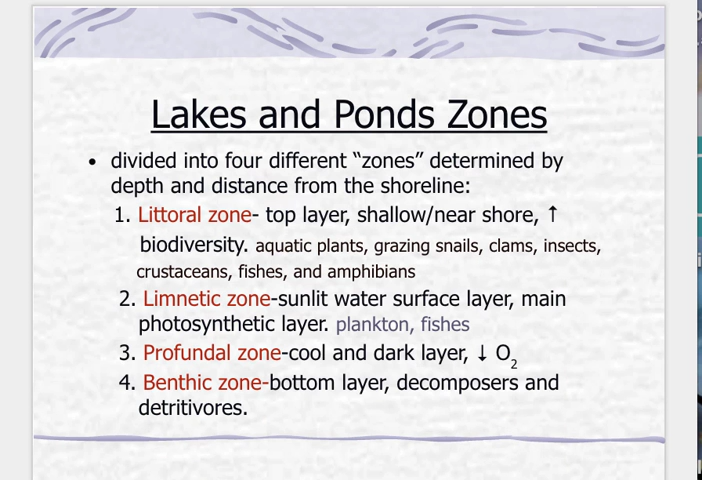 Lakes and Ponds Zones
• divided into four different “zones” determined by
depth and distance from the shoreline:
1. Littoral zone- top layer, shallow/near shore, ↑
biodiversity. aquatic plants, grazing snails, clams, insects,
crustaceans, fishes, and amphibians
2. Limnetic zone-sunlit water surface layer, main
photosynthetic layer. plankton, fishes
3. Profundal zone-cool and dark layer, ↓ O₂
4. Benthic zone-bottom layer, decomposers and
detritivores.